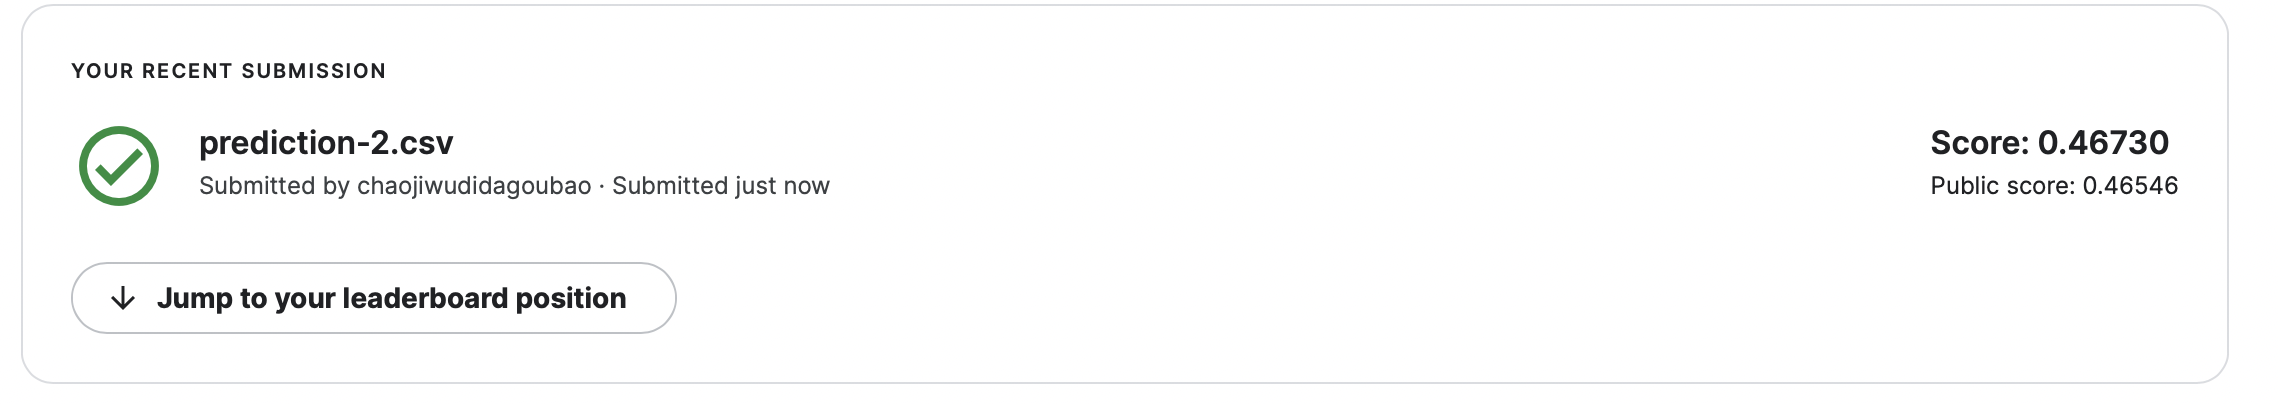 YOUR RECENT SUBMISSION
prediction-2.csv
Score: 0.46730
Submitted by chaojiwudidagoubao · Submitted just now
Public score: 0.46546
Jump to your leaderboard position